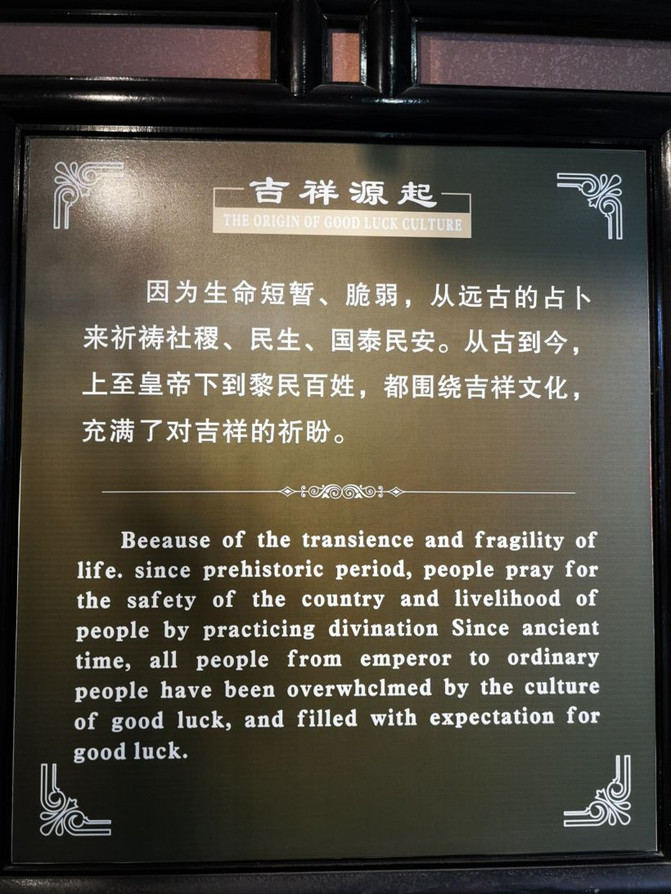 吉祥源起
THE ORIGIN OF GOOD LUCK CULTURE
因为生命短暂、脆弱，从远古的占卜
来祈祷社稷、民生、国泰民安。从古到今，
上至皇帝下到黎民百姓，都围绕吉祥文化，
充满了对吉祥的祈盼。
Beeause of the transience and fragility of
life. since prehistoric period, people pray for
the safety of the country and livelihood of
people by practicing divination Since ancient
time, all people from emperor to ordinary
people have been overwhclmed by the culture
of good luck, and filled with expectation for
good luck.